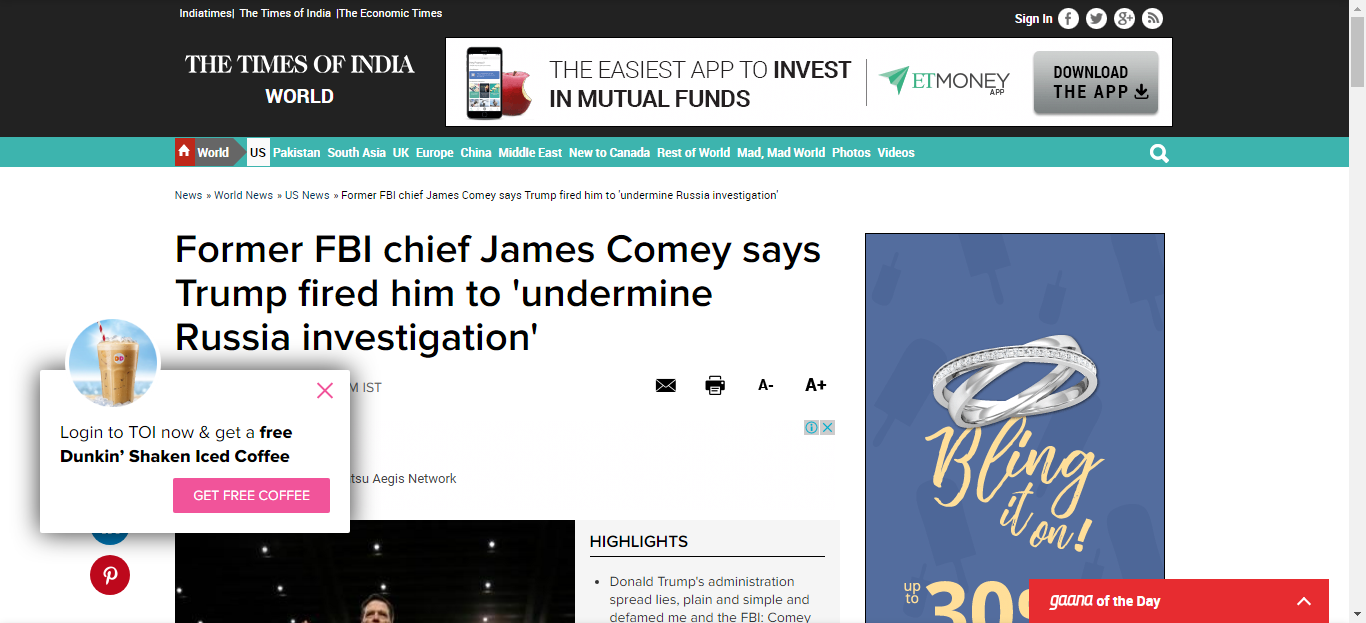 Indiatimes| The Times of India |The Economic Times
Sign In
THE TIMES OF INDIA
WORLD
THE EASIEST APP TO INVEST
IN MUTUAL FUNDS
ETMONEY
APP
DOWNLOAD
THE APP
World US Pakistan South Asia UK Europe China Middle East New to Canada Rest of World Mad, Mad World Photos Videos
News » World News » US News » Former FBI chief James Comey says Trump fired him to 'undermine Russia investigation'
Former FBI chief James Comey says
Trump fired him to 'undermine
Russia investigation'
M IST
A-
A+
Login to TOI now & get a free
Dunkin' Shaken Iced Coffee
GET FREE COFFEE
tsu Aegis Network
HIGHLIGHTS
• Donald Trump's administration
spread lies, plain and simple and
defamed me and the FBI: Comey
Bling
it on!
up
to
30%
gaana of the Day